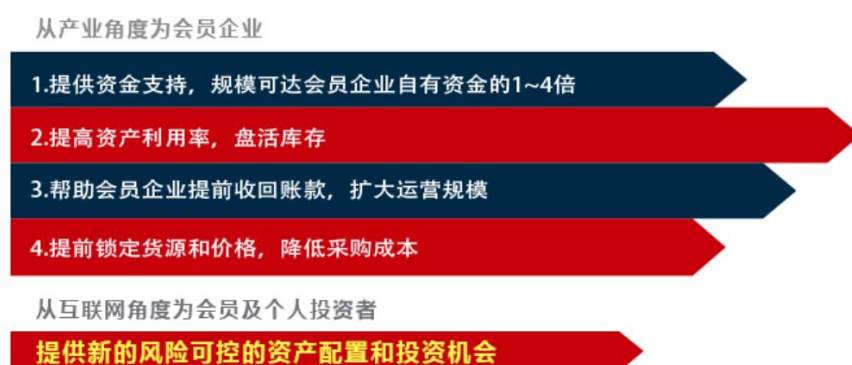 从产业角度为会员企业
1.提供资金支持，规模可达会员企业自有资金的1~4倍
2.提高资产利用率，盘活库存
3.帮助会员企业提前收回账款，扩大运营规模
4.提前锁定货源和价格，降低采购成本
从互联网角度为会员及个人投资者
提供新的风险可控的资产配置和投资机会